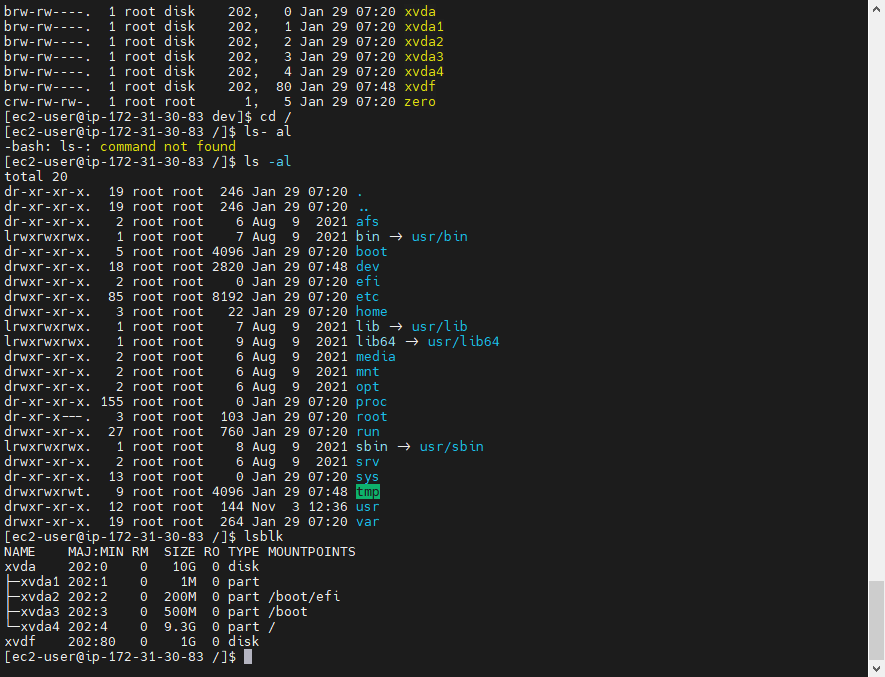 brw-rw----.  1 root disk    202,   0 Jan 29 07:20 xvda
brw-rw----.  1 root disk    202,   1 Jan 29 07:20 xvda1
brw-rw----.  1 root disk    202,   2 Jan 29 07:20 xvda2
brw-rw----.  1 root disk    202,   3 Jan 29 07:20 xvda3
brw-rw----.  1 root disk    202,   4 Jan 29 07:20 xvda4
brw-rw----.  1 root disk    202,  80 Jan 29 07:48 xvdf
crw-rw-rw-.  1 root root      1,   5 Jan 29 07:20 zero
[ec2-user@ip-172-31-30-83 dev]$ cd /
[ec2-user@ip-172-31-30-83 /]$ ls- al
-bash: ls-: command not found
[ec2-user@ip-172-31-30-83 /]$ ls -al
total 20
dr-xr-xr-x.  19 root root  246 Jan 29 07:20 .
dr-xr-xr-x.  19 root root  246 Jan 29 07:20 ..
dr-xr-xr-x.   2 root root    6 Aug  9  2021 afs
lrwxrwxrwx.   1 root root    7 Aug  9  2021 bin -> usr/bin
dr-xr-xr-x.   5 root root 4096 Jan 29 07:20 boot
drwxr-xr-x.  18 root root 2820 Jan 29 07:48 dev
drwxr-xr-x.   2 root root    0 Jan 29 07:20 efi
drwxr-xr-x.  85 root root 8192 Jan 29 07:20 etc
drwxr-xr-x.   3 root root   22 Jan 29 07:20 home
lrwxrwxrwx.   1 root root    7 Aug  9  2021 lib -> usr/lib
lrwxrwxrwx.   1 root root    9 Aug  9  2021 lib64 -> usr/lib64
drwxr-xr-x.   2 root root    6 Aug  9  2021 media
drwxr-xr-x.   2 root root    6 Aug  9  2021 mnt
drwxr-xr-x.   2 root root    6 Aug  9  2021 opt
dr-xr-xr-x. 155 root root    0 Jan 29 07:20 proc
dr-xr-x---.   3 root root  103 Jan 29 07:20 root
drwxr-xr-x.  27 root root  760 Jan 29 07:20 run
lrwxrwxrwx.   1 root root    8 Aug  9  2021 sbin -> usr/sbin
drwxr-xr-x.   2 root root    6 Aug  9  2021 srv
dr-xr-xr-x.  13 root root    0 Jan 29 07:20 sys
drwxrwxrwt.   9 root root 4096 Jan 29 07:48 tmp
drwxr-xr-x.  12 root root  144 Nov  3 12:36 usr
drwxr-xr-x.  19 root root  264 Jan 29 07:20 var
[ec2-user@ip-172-31-30-83 /]$ lsblk
NAME    MAJ:MIN RM  SIZE RO TYPE MOUNTPOINTS
xvda    202:0    0   10G  0 disk
├─xvda1 202:1    0    1M  0 part
├─xvda2 202:2    0  200M  0 part /boot/efi
├─xvda3 202:3    0  500M  0 part /boot
└─xvda4 202:4    0  9.3G  0 part /
xvdf    202:80   0    1G  0 disk
[ec2-user@ip-172-31-30-83 /]$